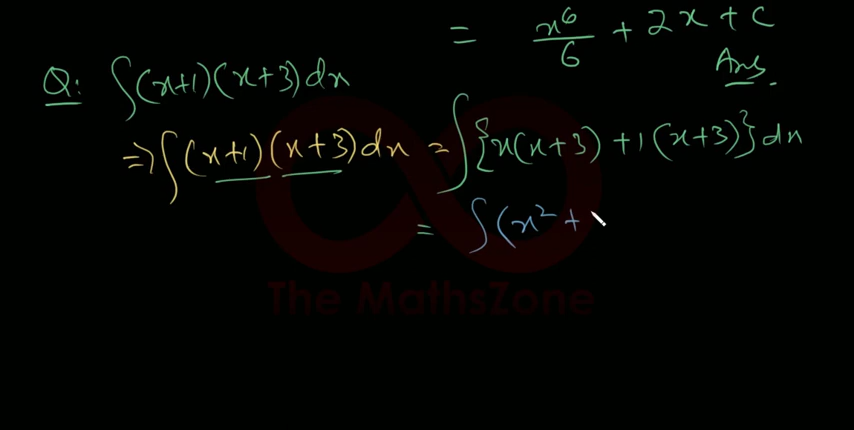 = x⁶/6 + 2x + c
Ans.
Q: ∫(x+1)(x+3)dx
⇒ ∫(x+1)(x+3)dx = ∫{x(x+3)+1(x+3)}dx
= ∫(x² +
The MathsZone